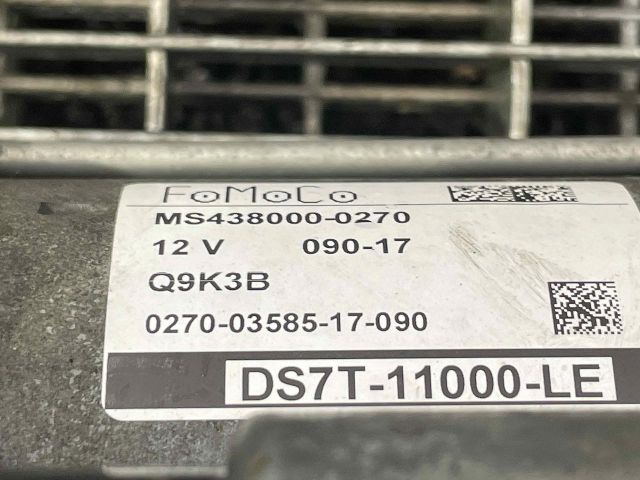 FoMoCo
MS438000-0270
12 V 090-17
Q9K3B
0270-03585-17-090
DS7T-11000-LE